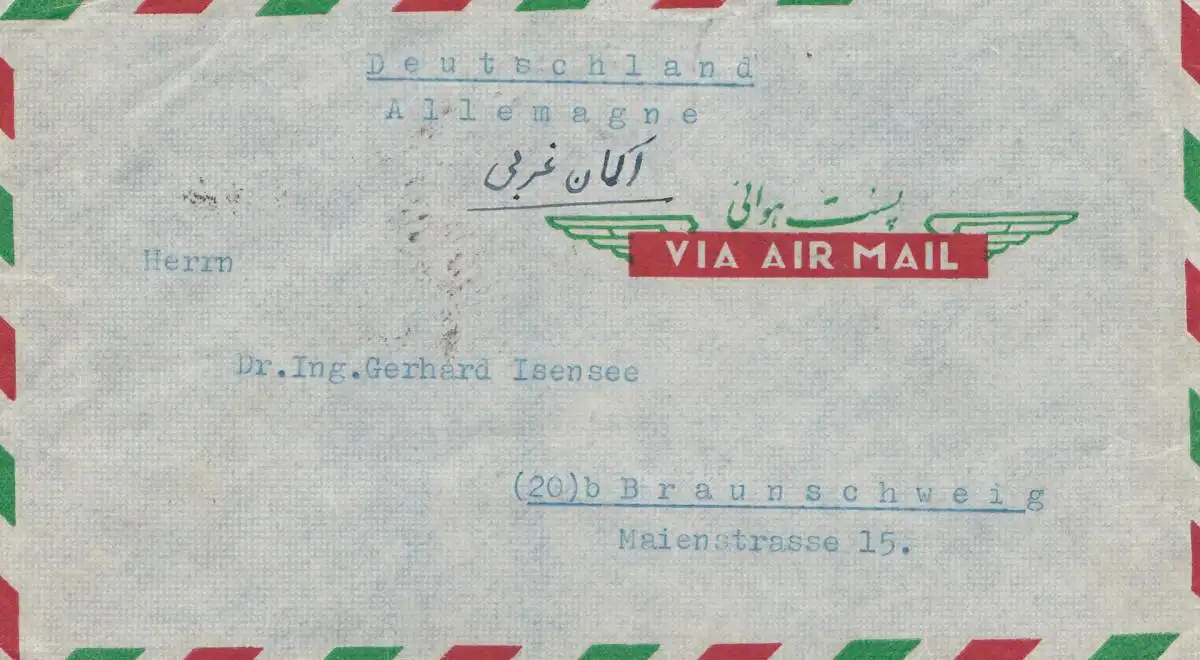 Deutschland
Allemagne
آلمان غربی
پست هوائی
VIA AIR MAIL
Herrn
Dr.Ing.Gerhard Isensee
(20)b Braunschweig
Maienstrasse 15.